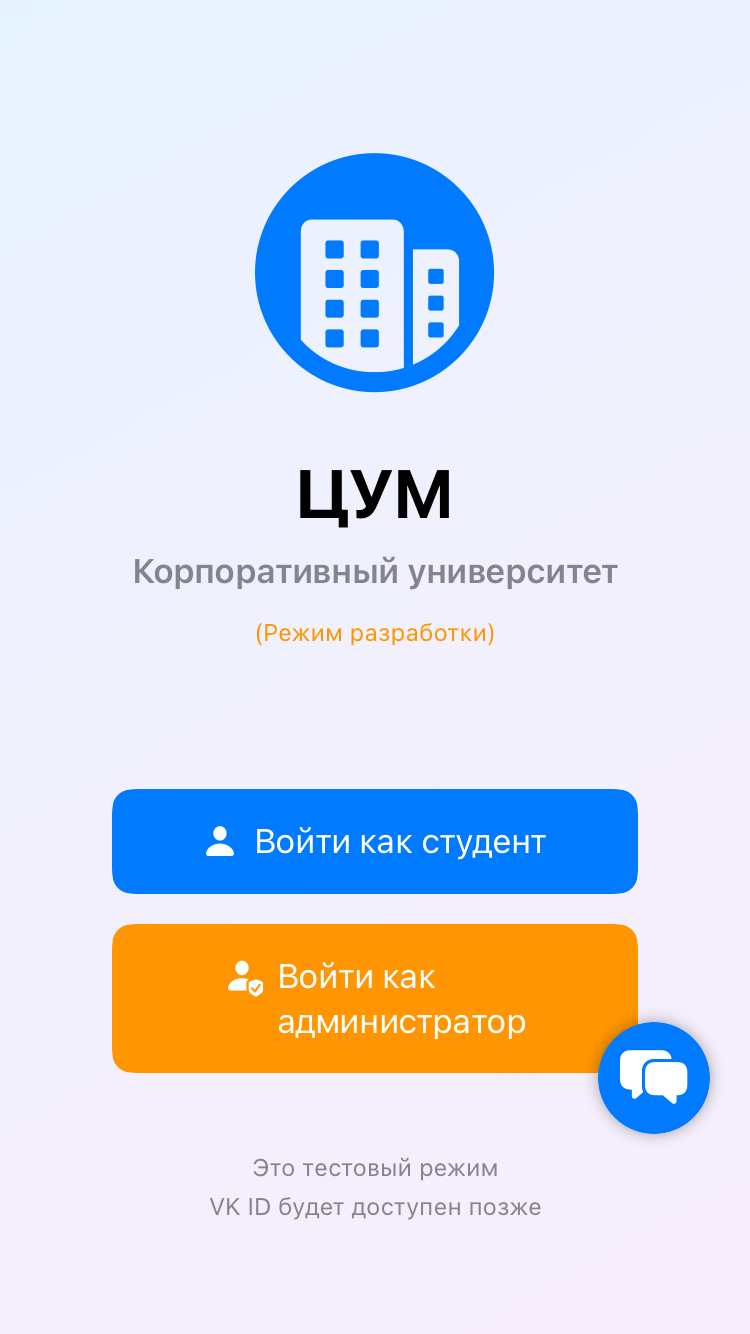 ЦУМ
Корпоративный университет
(Режим разработки)
Войти как студент
Войти как
администратор
Это тестовый режим
VK ID будет доступен позже